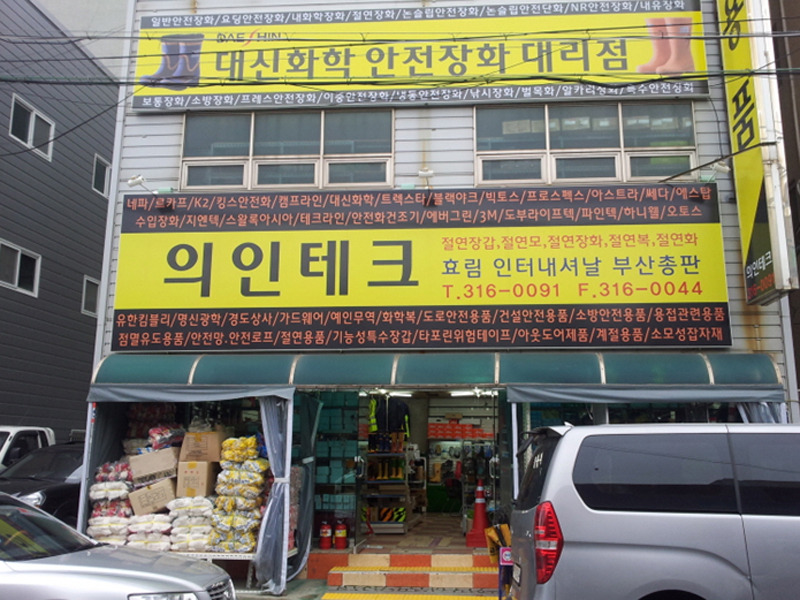 일반안전장화/요딩안전장화/내화학장화/절연장화/논슬립안전장화/논슬립안전단화/NR안전장화/내유장화
DAESHIN
대신화학 안전장화 대리점
보통장화/소방장화/프레스안전장화/이중안전장화/냉동안전장화/낚시장화/벌목화/알카리성화/특수안전성화
네파/르카프/K2/킹스안전화/캠프라인/대신화학/트렉스타/블랙야크/빅토스/프로스펙스/아스트라/쎄다/에스탑
수입장화/지엔텍/스왈록아시아/테크라인/안전화건조기/에버그린/3M/도부라이프텍/파인텍/하니웰/오토스
의인테크
절연장갑,절연모,절연장화,절연복,절연화
효림 인터내셔날 부산총판
T.316-0091 F.316-0044
유한킴블리/명신광학/경도상사/가드웨어/예인무역/화학복/도로안전용품/건설안전용품/소방안전용품/용접관련용품
점멸유도용품/안전망.안전로프/절연용품/기능성특수장갑/타포린위험테이프/아웃도어제품/계절용품/소모성잡자재
용품
의인테크